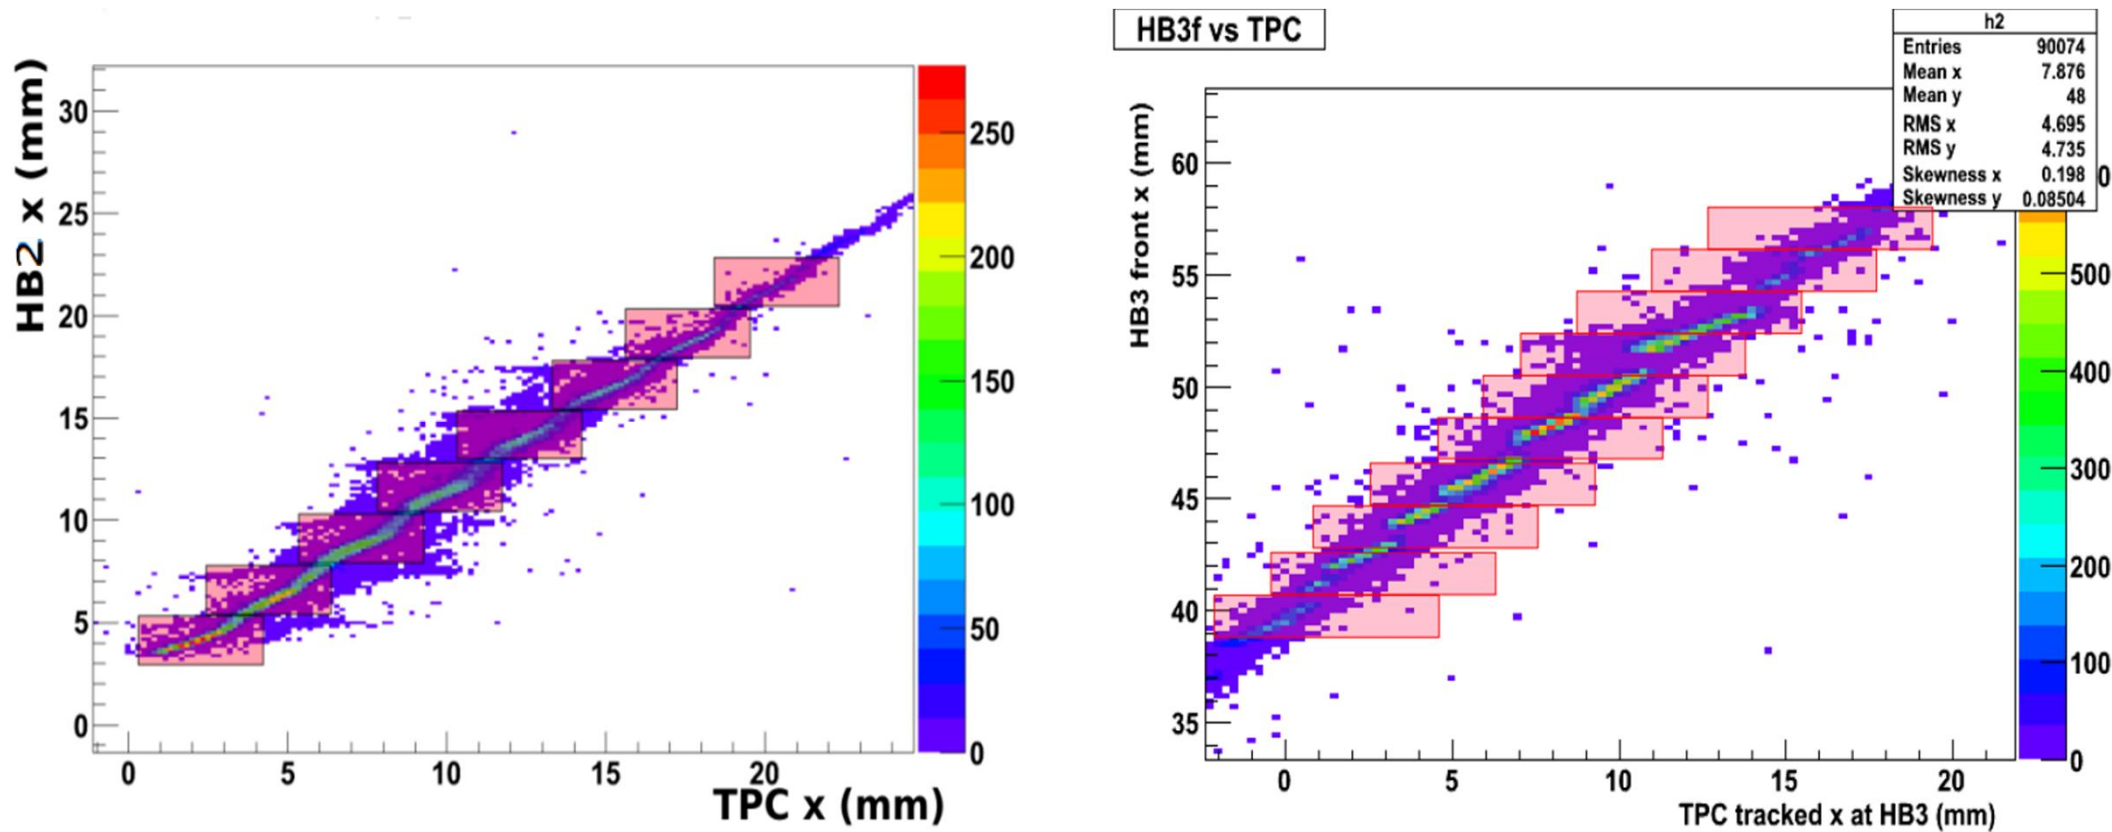 HB2 x (mm)
30
25
20
15
10
5
0
0 5 10 15 20
TPC x (mm)
250
200
150
100
50
0
HB3f vs TPC
h2
Entries 90074
Mean x 7.876
Mean y 48
RMS x 4.695
RMS y 4.735
Skewness x 0.198
Skewness y 0.08504
HB3 front x (mm)
60
55
50
45
40
35
0 5 10 15 20
TPC tracked x at HB3 (mm)
0
500
400
300
200
100
0